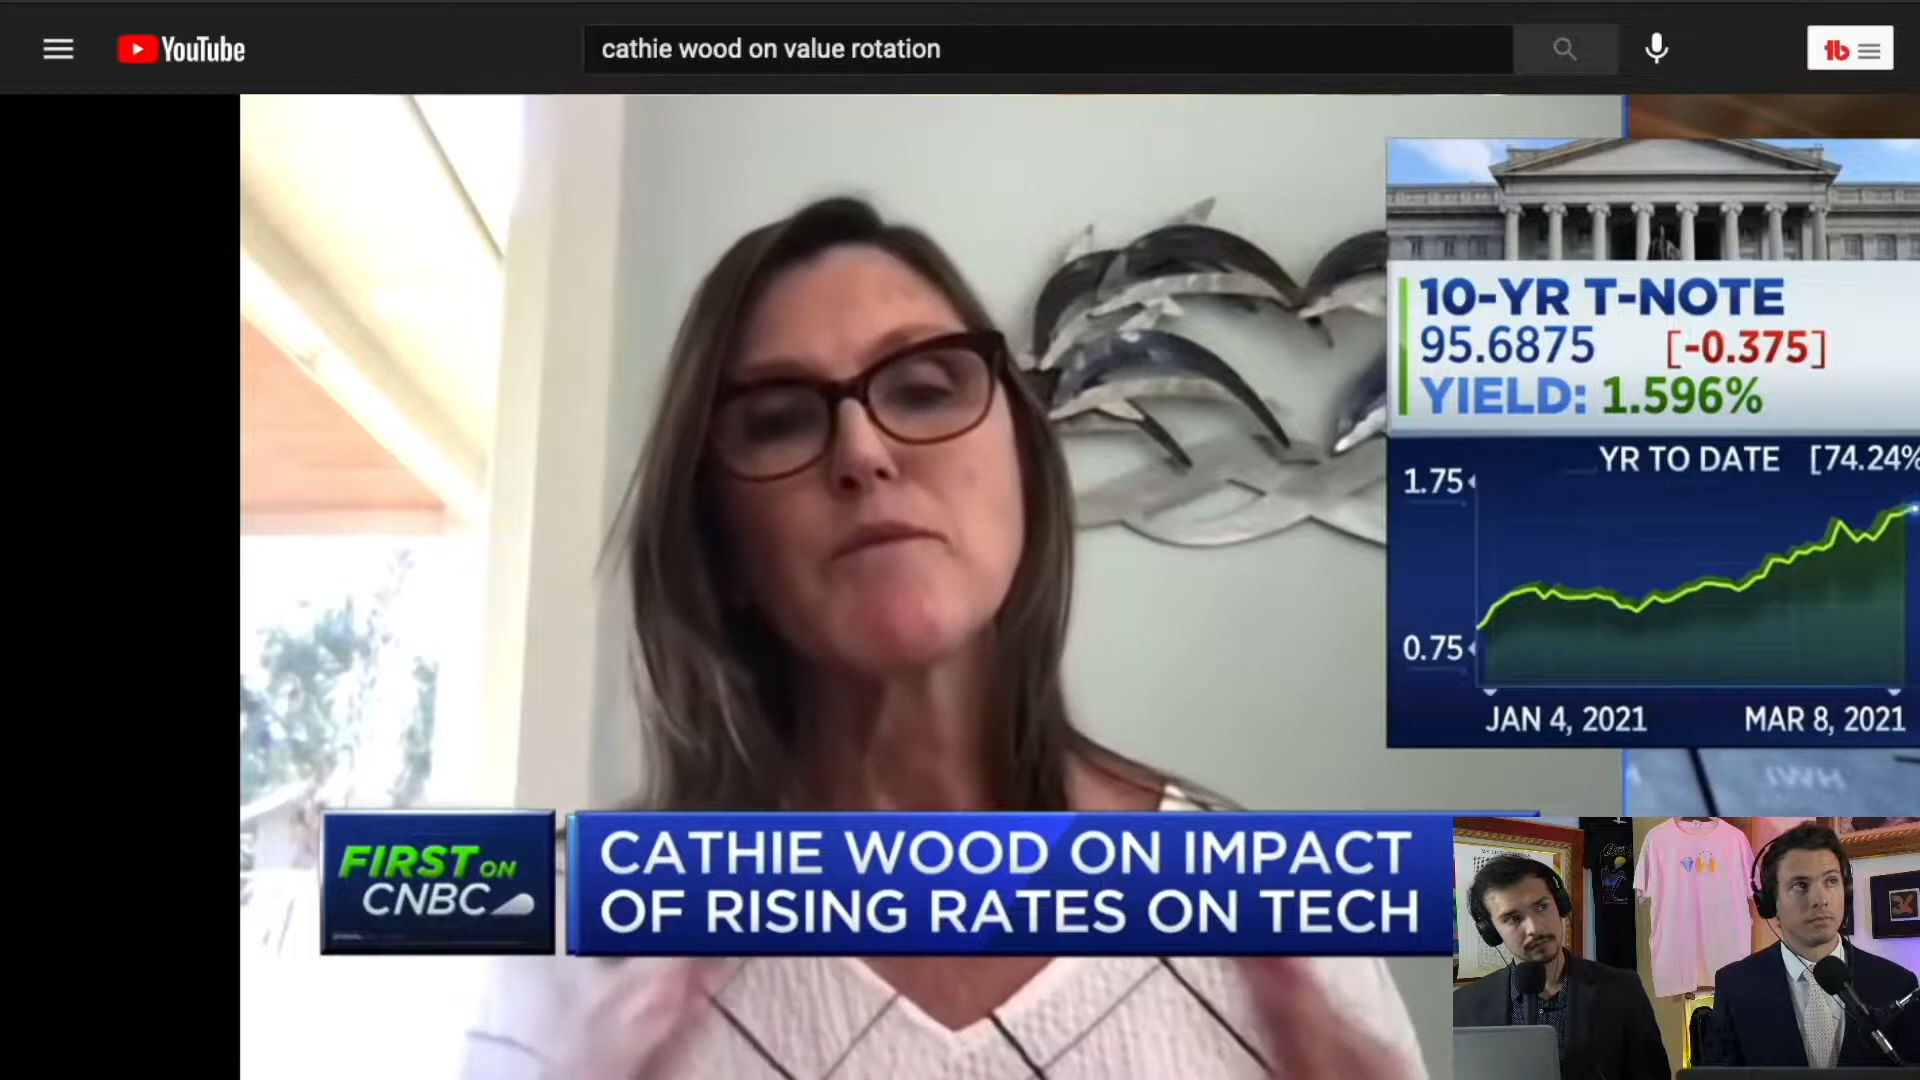 YouTube
cathie wood on value rotation
10-YR T-NOTE
95.6875 [-0.375]
YIELD: 1.596%
YR TO DATE [74.24%
1.75
0.75
JAN 4, 2021 MAR 8, 2021
FIRST ON
CNBC
CATHIE WOOD ON IMPACT
OF RISING RATES ON TECH